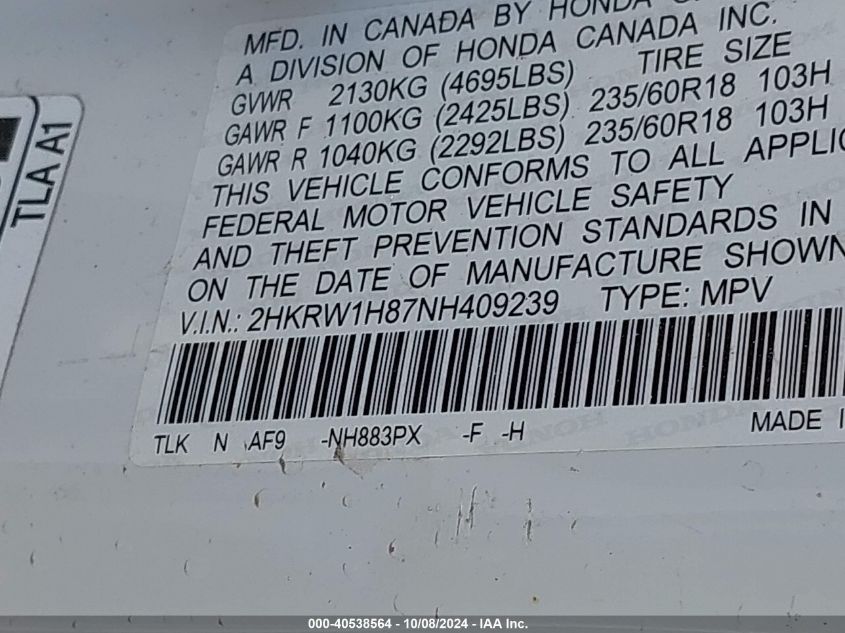 MFD. IN CANADA BY HONDA
A DIVISION OF HONDA CANADA INC.
GVWR 2130KG (4695LBS) TIRE SIZE
GAWR F 1100KG (2425LBS) 235/60R18 103H
GAWR R 1040KG (2292LBS) 235/60R18 103H
THIS VEHICLE CONFORMS TO ALL APPLIC
FEDERAL MOTOR VEHICLE SAFETY
AND THEFT PREVENTION STANDARDS IN
ON THE DATE OF MANUFACTURE SHOWN
V.I.N.: 2HKRW1H87NH409239 TYPE: MPV
TLK N AF9 -NH883PX -F -H
MADE I
TLA A1
000-40538564 - 10/08/2024 - IAA Inc.